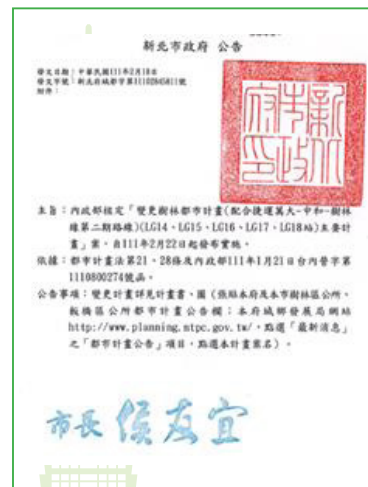 新北市政府 公告
發文日期：中華民國111年2月18日
發文字號：新北府城都字第11102845811號
附件：
新北市政府印
主旨：內政部核定「變更樹林都市計畫(配合捷運萬大-中和-樹林
線第二期路線)(LG14、LG15、LG16、LG17、LG18站)主要計
畫」案，自111年2月22日起發布實施。
依據：都市計畫法第21、28條及內政部111年1月21日台內營字第
1110800274號函。
公告事項：變更計畫詳見計畫書、圖（張貼本府及本市樹林區公所、
板橋區公所都市計畫公告欄；本府城鄉發展局網站
http://www.planning.ntpc.gov.tw/，點選「最新消息」
之「都市計畫公告」項目，點選本計畫案名）。
市長 侯友宜